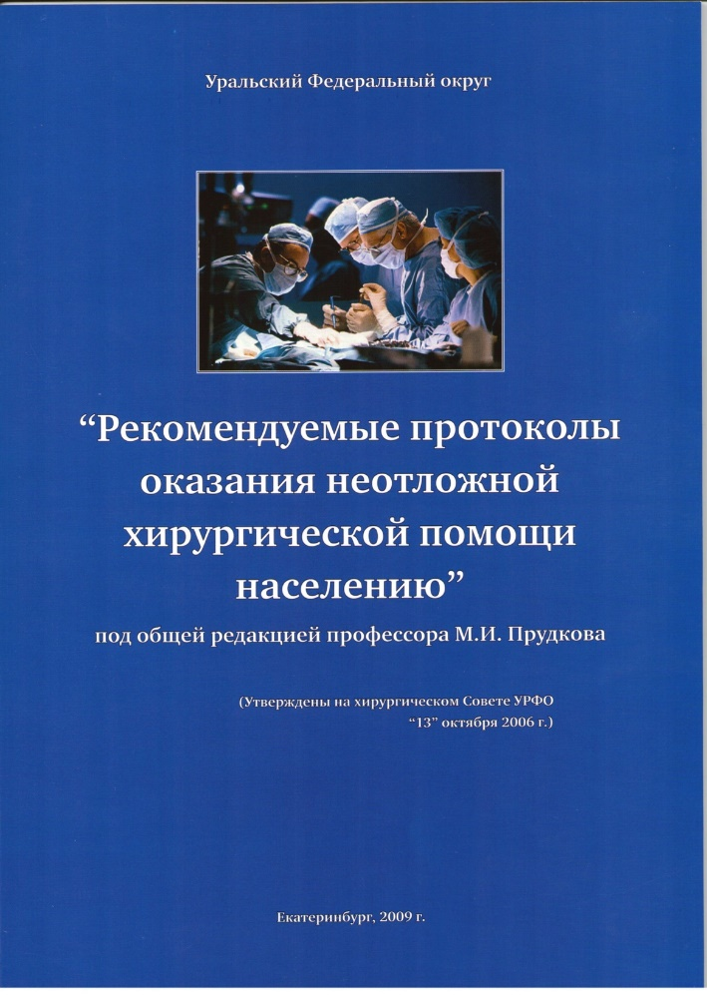 Уральский Федеральный округ
“Рекомендуемые протоколы
оказания неотложной
хирургической помощи
населению”
под общей редакцией профессора М.И. Прудкова
(Утверждены на хирургическом Совете УРФО
“13” октября 2006 г.)
Екатеринбург, 2009 г.